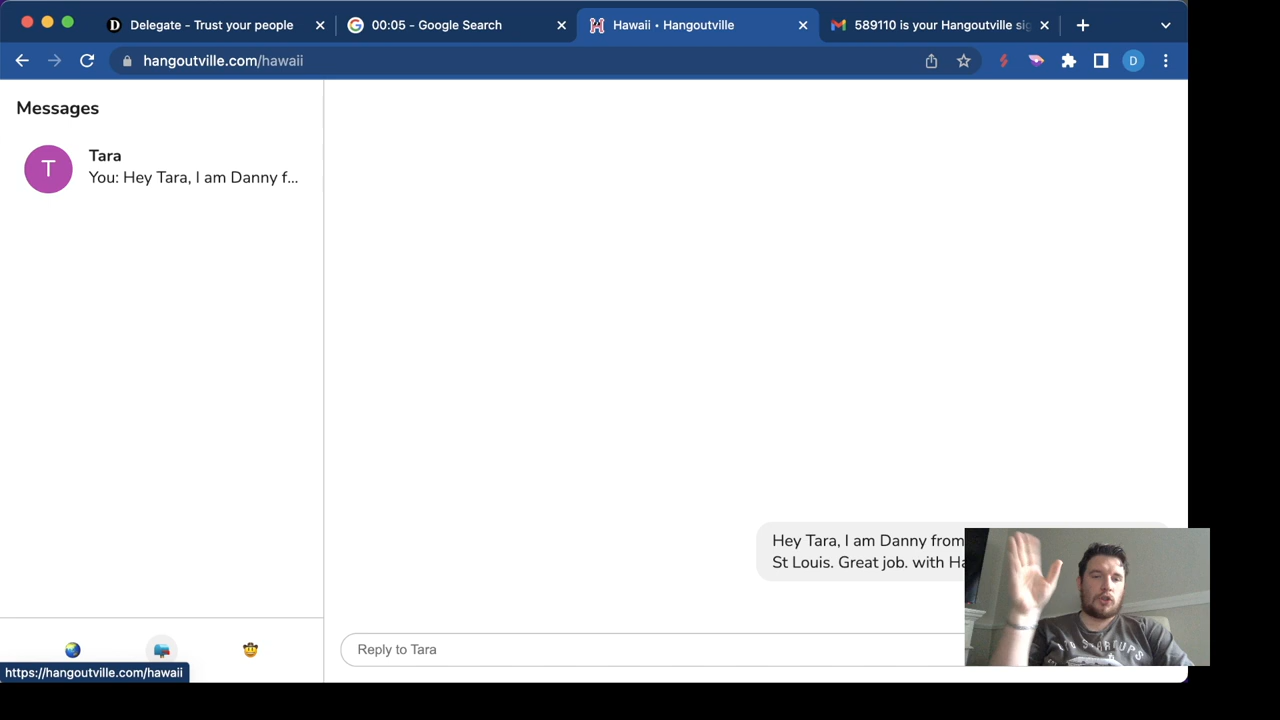 Delegate - Trust your people
00:05 - Google Search
Hawaii • Hangoutville
589110 is your Hangoutville sig
hangoutville.com/hawaii
D
Messages
T
Tara
You: Hey Tara, I am Danny f...
Hey Tara, I am Danny from
St Louis. Great job. with Ha
Reply to Tara
https://hangoutville.com/hawaii